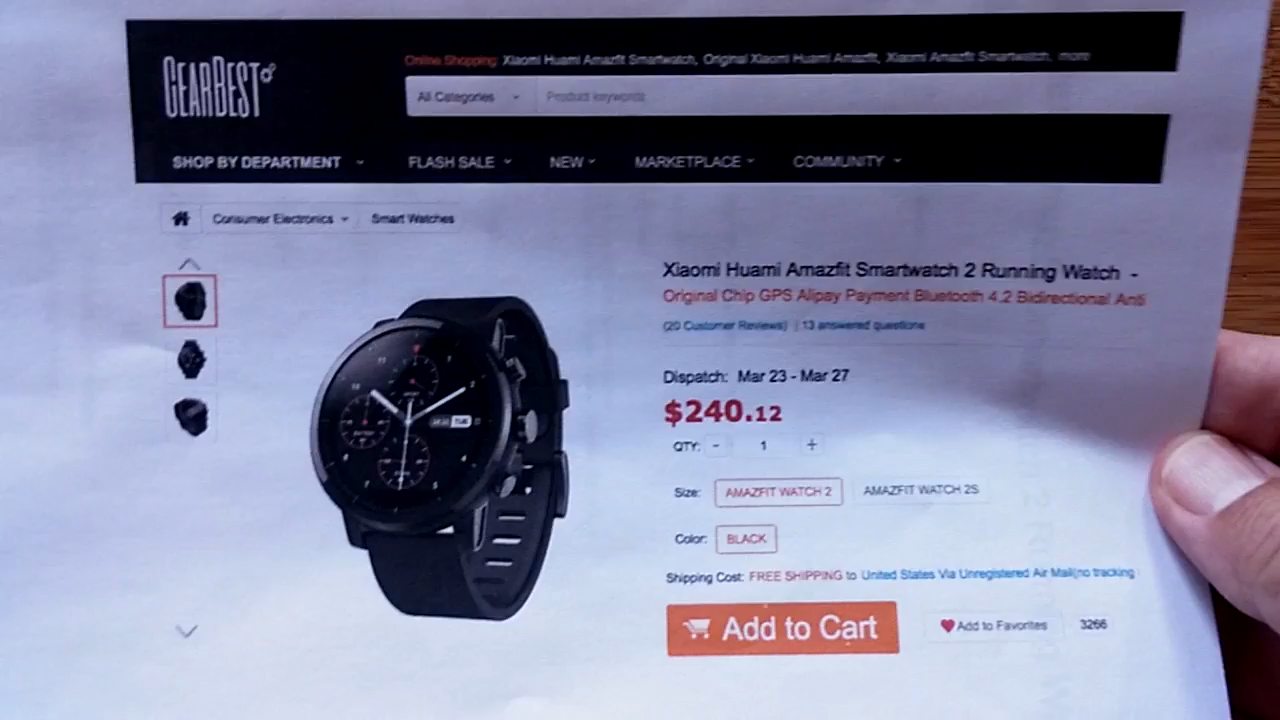 GEARBEST
Online Shopping: Xiaomi Huami Amazfit Smartwatch, Original Xiaomi Huami Amazfit, Xiaomi Amazfit Smartwatch, more
All Categories Product keywords
SHOP BY DEPARTMENT FLASH SALE NEW MARKETPLACE COMMUNITY
Consumer Electronics Smart Watches
Xiaomi Huami Amazfit Smartwatch 2 Running Watch -
Original Chip GPS Alipay Payment Bluetooth 4.2 Bidirectional Anti
(20 Customer Reviews) | 13 answered questions
Dispatch: Mar 23 - Mar 27
$240.12
QTY: - 1 +
Size: AMAZFIT WATCH 2 AMAZFIT WATCH 2S
Color: BLACK
Shipping Cost: FREE SHIPPING to United States Via Unregistered Air Mail(no tracking
Add to Cart Add to Favorites 3266